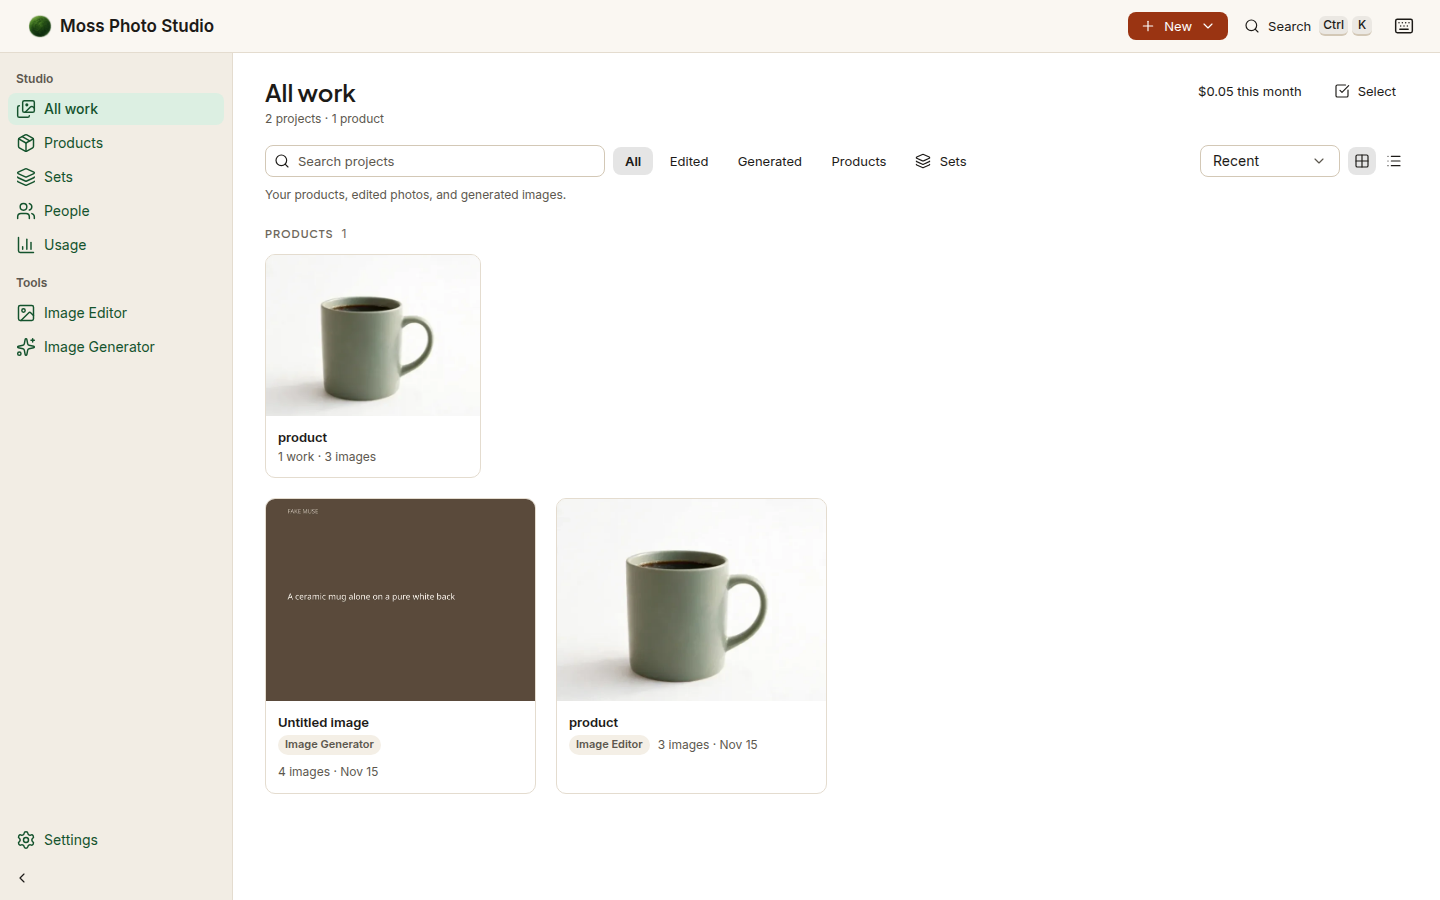 Moss Photo Studio
New
Search Ctrl K
Studio
All work
Products
Sets
People
Usage
Tools
Image Editor
Image Generator
Settings
All work
2 projects · 1 product
$0.05 this month
Select
Search projects
All
Edited
Generated
Products
Sets
Recent
Your products, edited photos, and generated images.
PRODUCTS 1
product
1 work · 3 images
FAKE MUSE
A ceramic mug alone on a pure white back
Untitled image
Image Generator
4 images · Nov 15
product
Image Editor 3 images · Nov 15